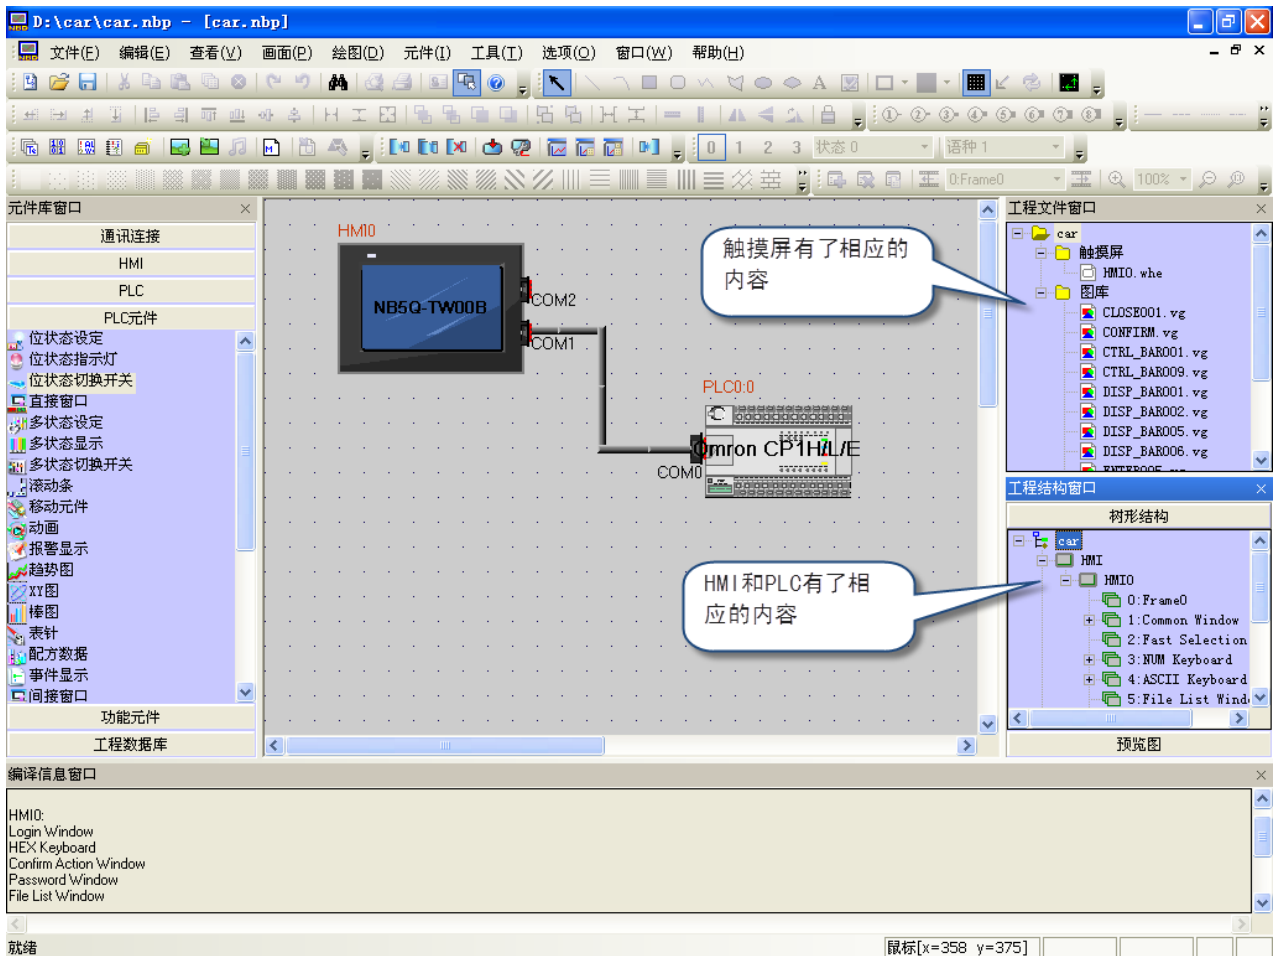 D:\car\car.nbp - [car.nbp]
文件(F) 编辑(E) 查看(V) 画面(P) 绘图(D) 元件(I) 工具(T) 选项(O) 窗口(W) 帮助(H)
0 1 2 3 状态 0 语种 1
0:Frame0 100%
元件库窗口
通讯连接
HMI
PLC
PLC元件
位状态设定
位状态指示灯
位状态切换开关
直接窗口
多状态设定
多状态显示
多状态切换开关
滚动条
移动元件
动画
报警显示
趋势图
XY图
棒图
表针
配方数据
事件显示
间接窗口
功能元件
工程数据库
HMI0
NB5Q-TW00B
COM2
COM1
PLC0:0
Omron CP1H/L/E
COM0
触摸屏有了相应的
内容
HMI和PLC有了相
应的内容
工程文件窗口
car
触摸屏
HMI0.whe
图库
CLOSE001.vg
CONFIRM.vg
CTRL_BAR001.vg
CTRL_BAR009.vg
DISP_BAR001.vg
DISP_BAR002.vg
DISP_BAR005.vg
DISP_BAR006.vg
工程结构窗口
树形结构
car
HMI
HMI0
0:Frame0
1:Common Window
2:Fast Selection
3:NUM Keyboard
4:ASCII Keyboard
5:File List Wind
预览图
编译信息窗口
HMI0:
Login Window
HEX Keyboard
Confirm Action Window
Password Window
File List Window
就绪
鼠标[x=358 y=375]